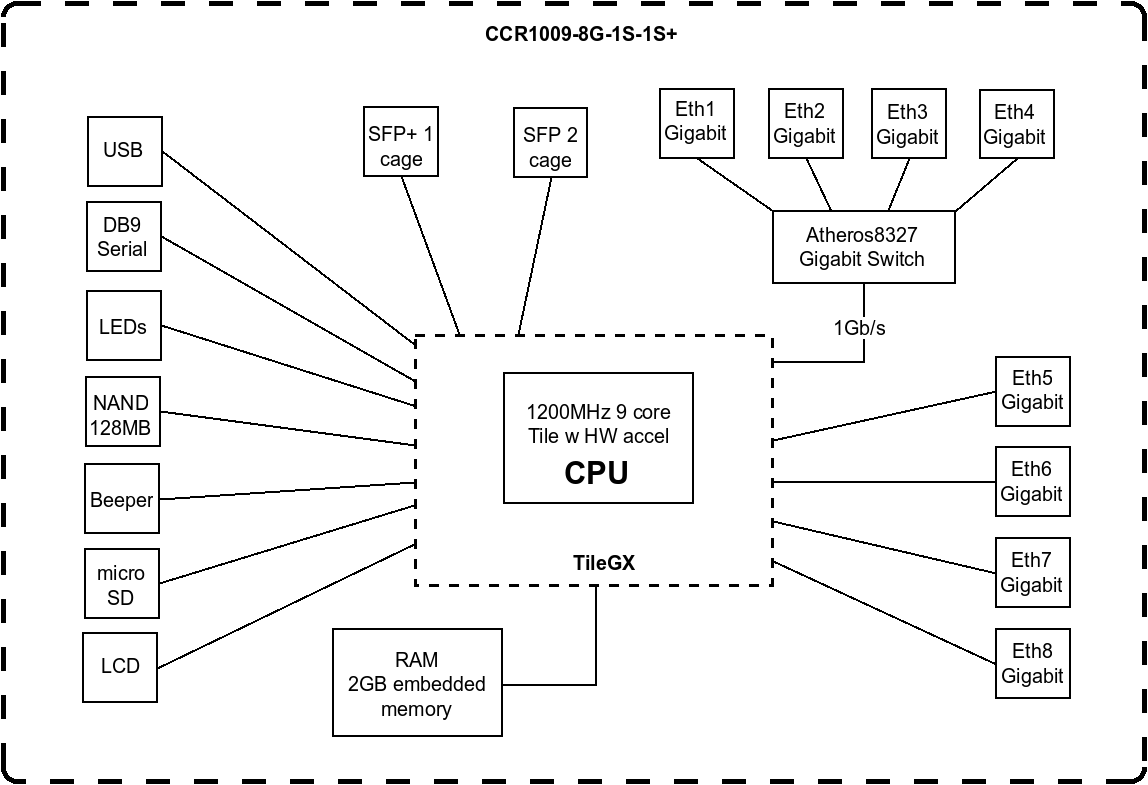 CCR1009-8G-1S-1S+
USB
DB9
Serial
LEDs
NAND
128MB
Beeper
micro
SD
LCD
SFP+ 1
cage
SFP 2
cage
Eth1
Gigabit
Eth2
Gigabit
Eth3
Gigabit
Eth4
Gigabit
Atheros8327
Gigabit Switch
1Gb/s
1200MHz 9 core
Tile w HW accel
CPU
TileGX
Eth5
Gigabit
Eth6
Gigabit
Eth7
Gigabit
Eth8
Gigabit
RAM
2GB embedded
memory